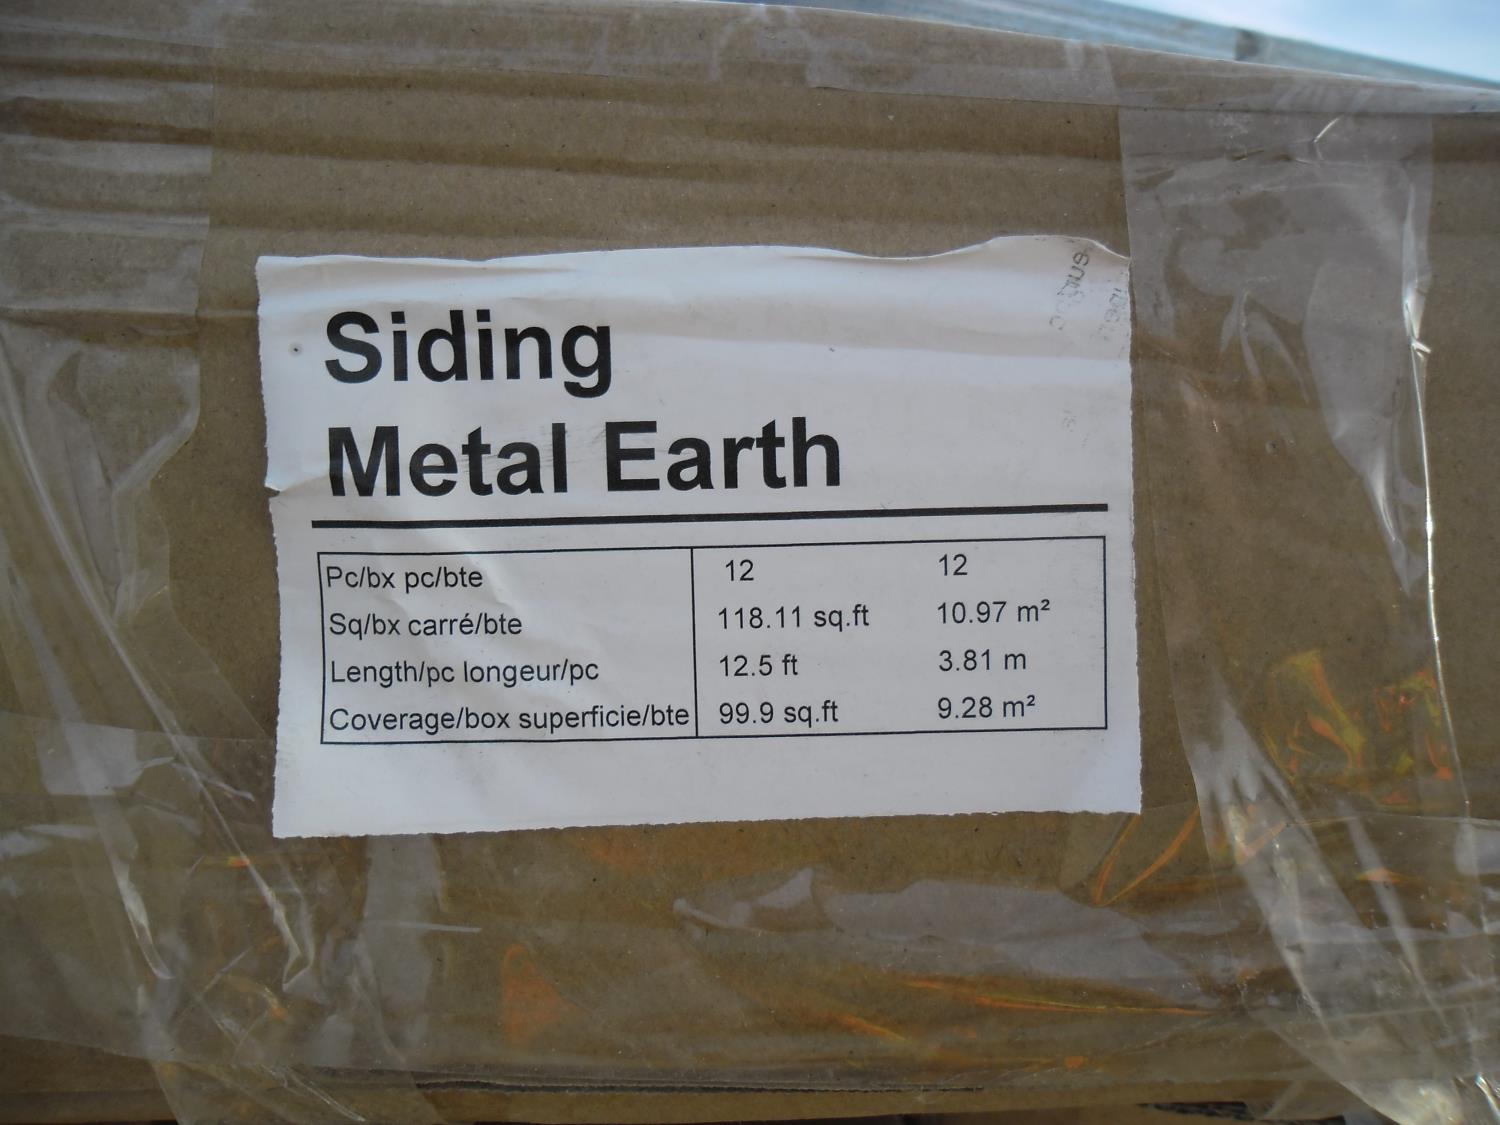 Siding
Metal Earth
Pc/bx pc/bte 12 12
Sq/bx carré/bte 118.11 sq.ft 10.97 m²
Length/pc longeur/pc 12.5 ft 3.81 m
Coverage/box superficie/bte 99.9 sq.ft 9.28 m²